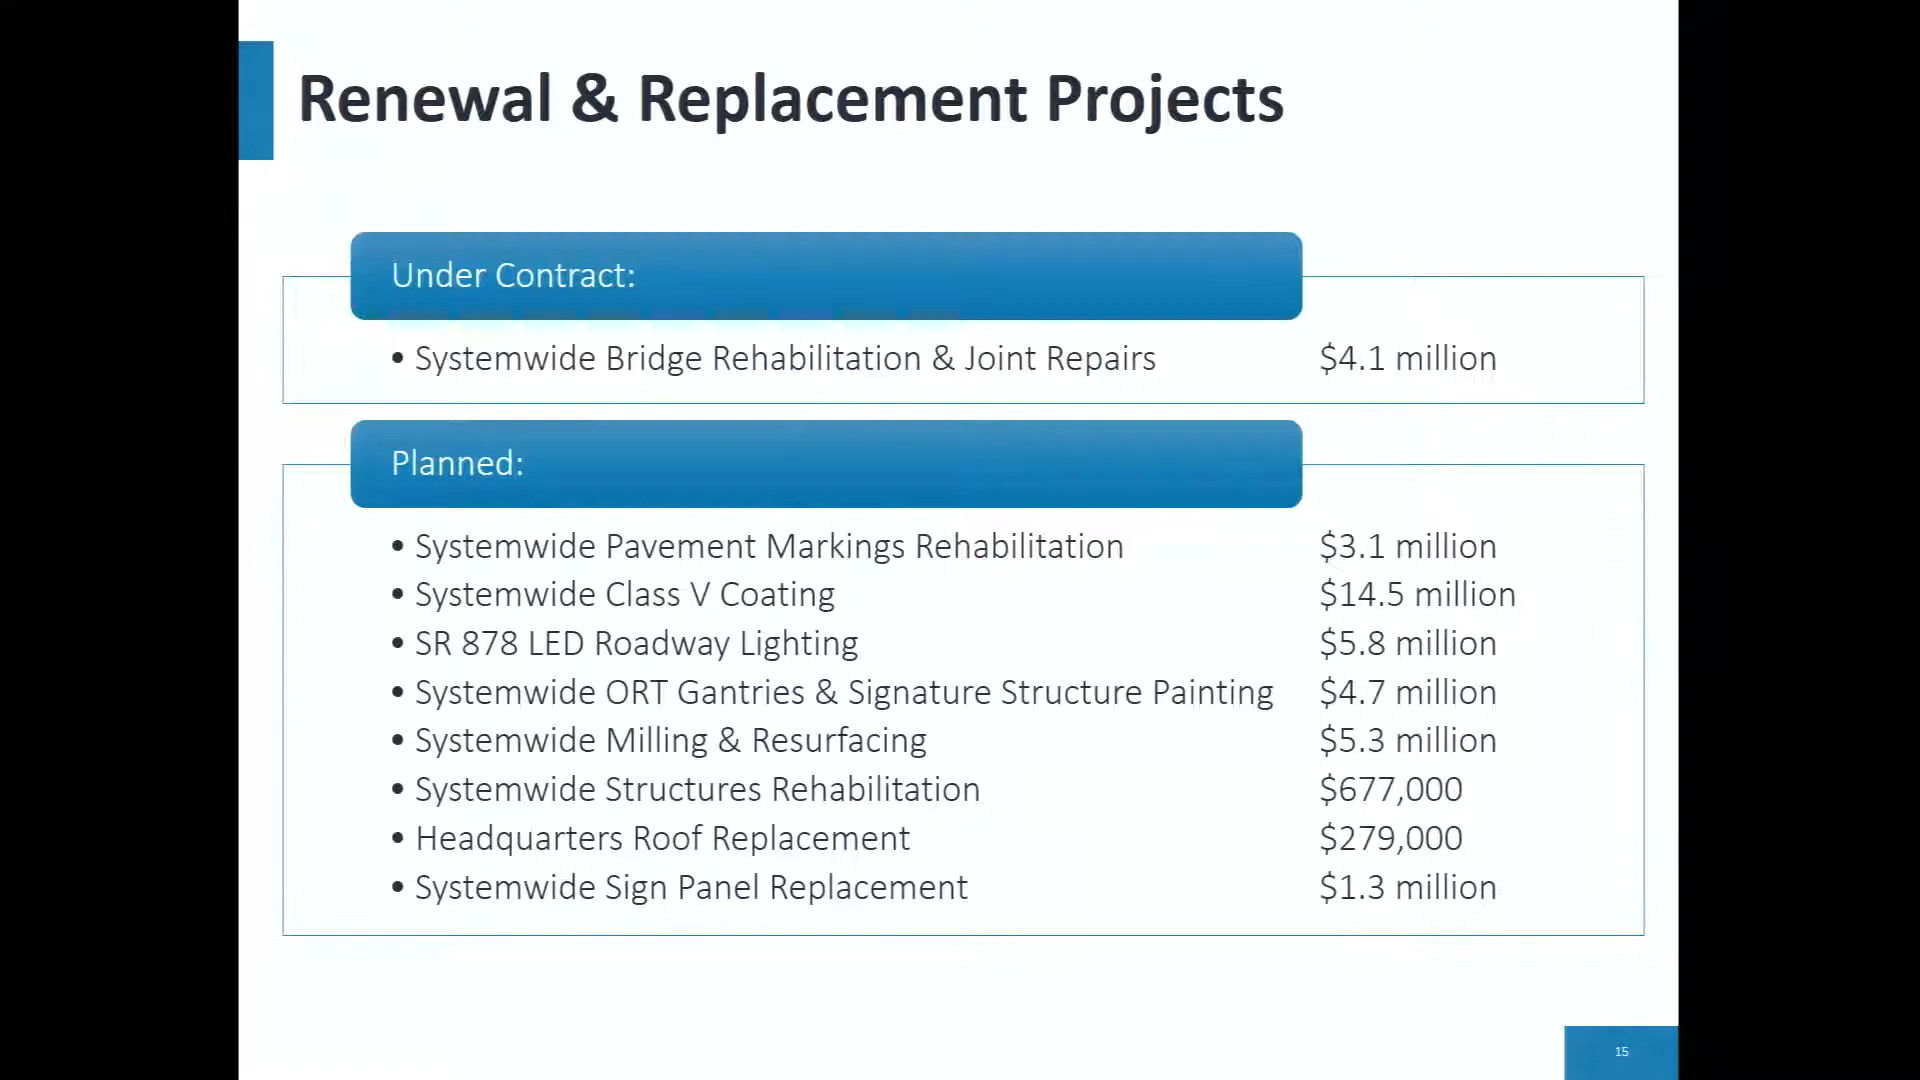 Renewal & Replacement Projects
Under Contract:
• Systemwide Bridge Rehabilitation & Joint Repairs $4.1 million
Planned:
• Systemwide Pavement Markings Rehabilitation $3.1 million
• Systemwide Class V Coating $14.5 million
• SR 878 LED Roadway Lighting $5.8 million
• Systemwide ORT Gantries & Signature Structure Painting $4.7 million
• Systemwide Milling & Resurfacing $5.3 million
• Systemwide Structures Rehabilitation $677,000
• Headquarters Roof Replacement $279,000
• Systemwide Sign Panel Replacement $1.3 million
15